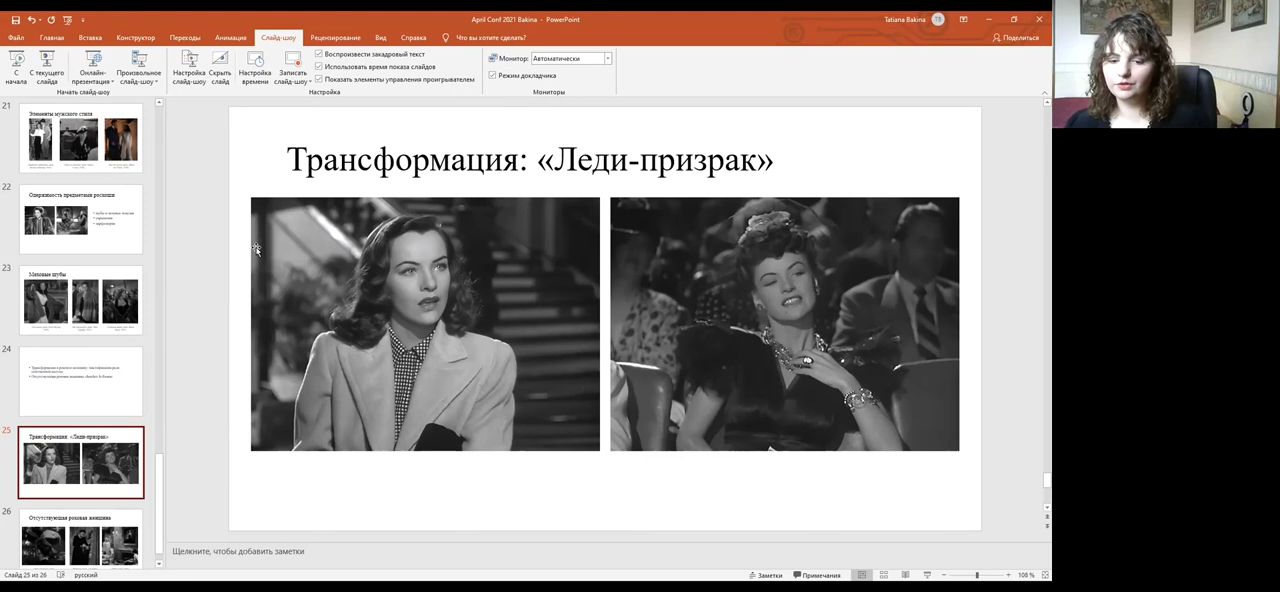 April Conf 2021 Bakina - PowerPoint
Tatiana Bakina
TB
Файл Главная Вставка Конструктор Переходы Анимация Слайд-шоу Рецензирование Вид Справка Что вы хотите сделать? Поделиться
С начала
С текущего слайда
Онлайн-презентация
Произвольное слайд-шоу
Начать слайд-шоу
Настройка слайд-шоу
Скрыть слайд
Настройка времени
Записать слайд-шоу
Воспроизвести закадровый текст
Использовать время показа слайдов
Показать элементы управления проигрывателем
Настройка
Монитор: Автоматически
Режим докладчика
Мониторы
21
Элементы мужского стиля
22
Одержимость предметами роскоши
23
Меховые шубы
24
25
Трансформация: «Леди-призрак»
26
Отсутствующая роковая женщина
Трансформация: «Леди-призрак»
Щелкните, чтобы добавить заметки
Слайд 25 из 26 русский Заметки Примечания 108 %